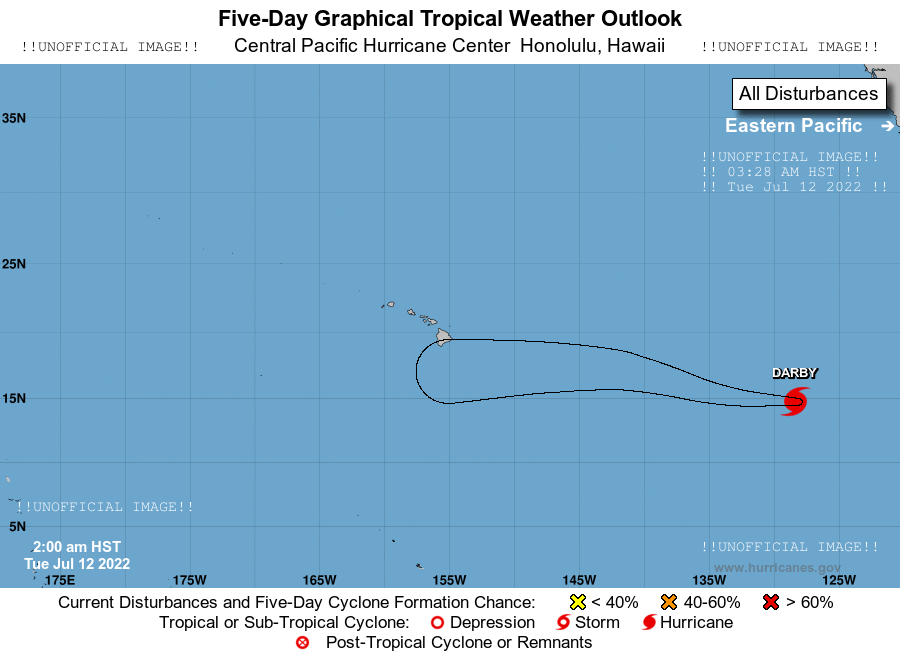 Five-Day Graphical Tropical Weather Outlook
!!UNOFFICIAL IMAGE!! Central Pacific Hurricane Center Honolulu, Hawaii !!UNOFFICIAL IMAGE!!
All Disturbances
35N
Eastern Pacific →
!!UNOFFICIAL IMAGE!!
!! 03:28 AM HST !!
!! Tue Jul 12 2022 !!
25N
DARBY
15N
!!UNOFFICIAL IMAGE!!
5N
2:00 am HST
Tue Jul 12 2022
!!UNOFFICIAL IMAGE!!
www.hurricanes.gov
175E 175W 165W 155W 145W 135W 125W
Current Disturbances and Five-Day Cyclone Formation Chance: < 40% 40-60% > 60%
Tropical or Sub-Tropical Cyclone: Depression Storm Hurricane
Post-Tropical Cyclone or Remnants